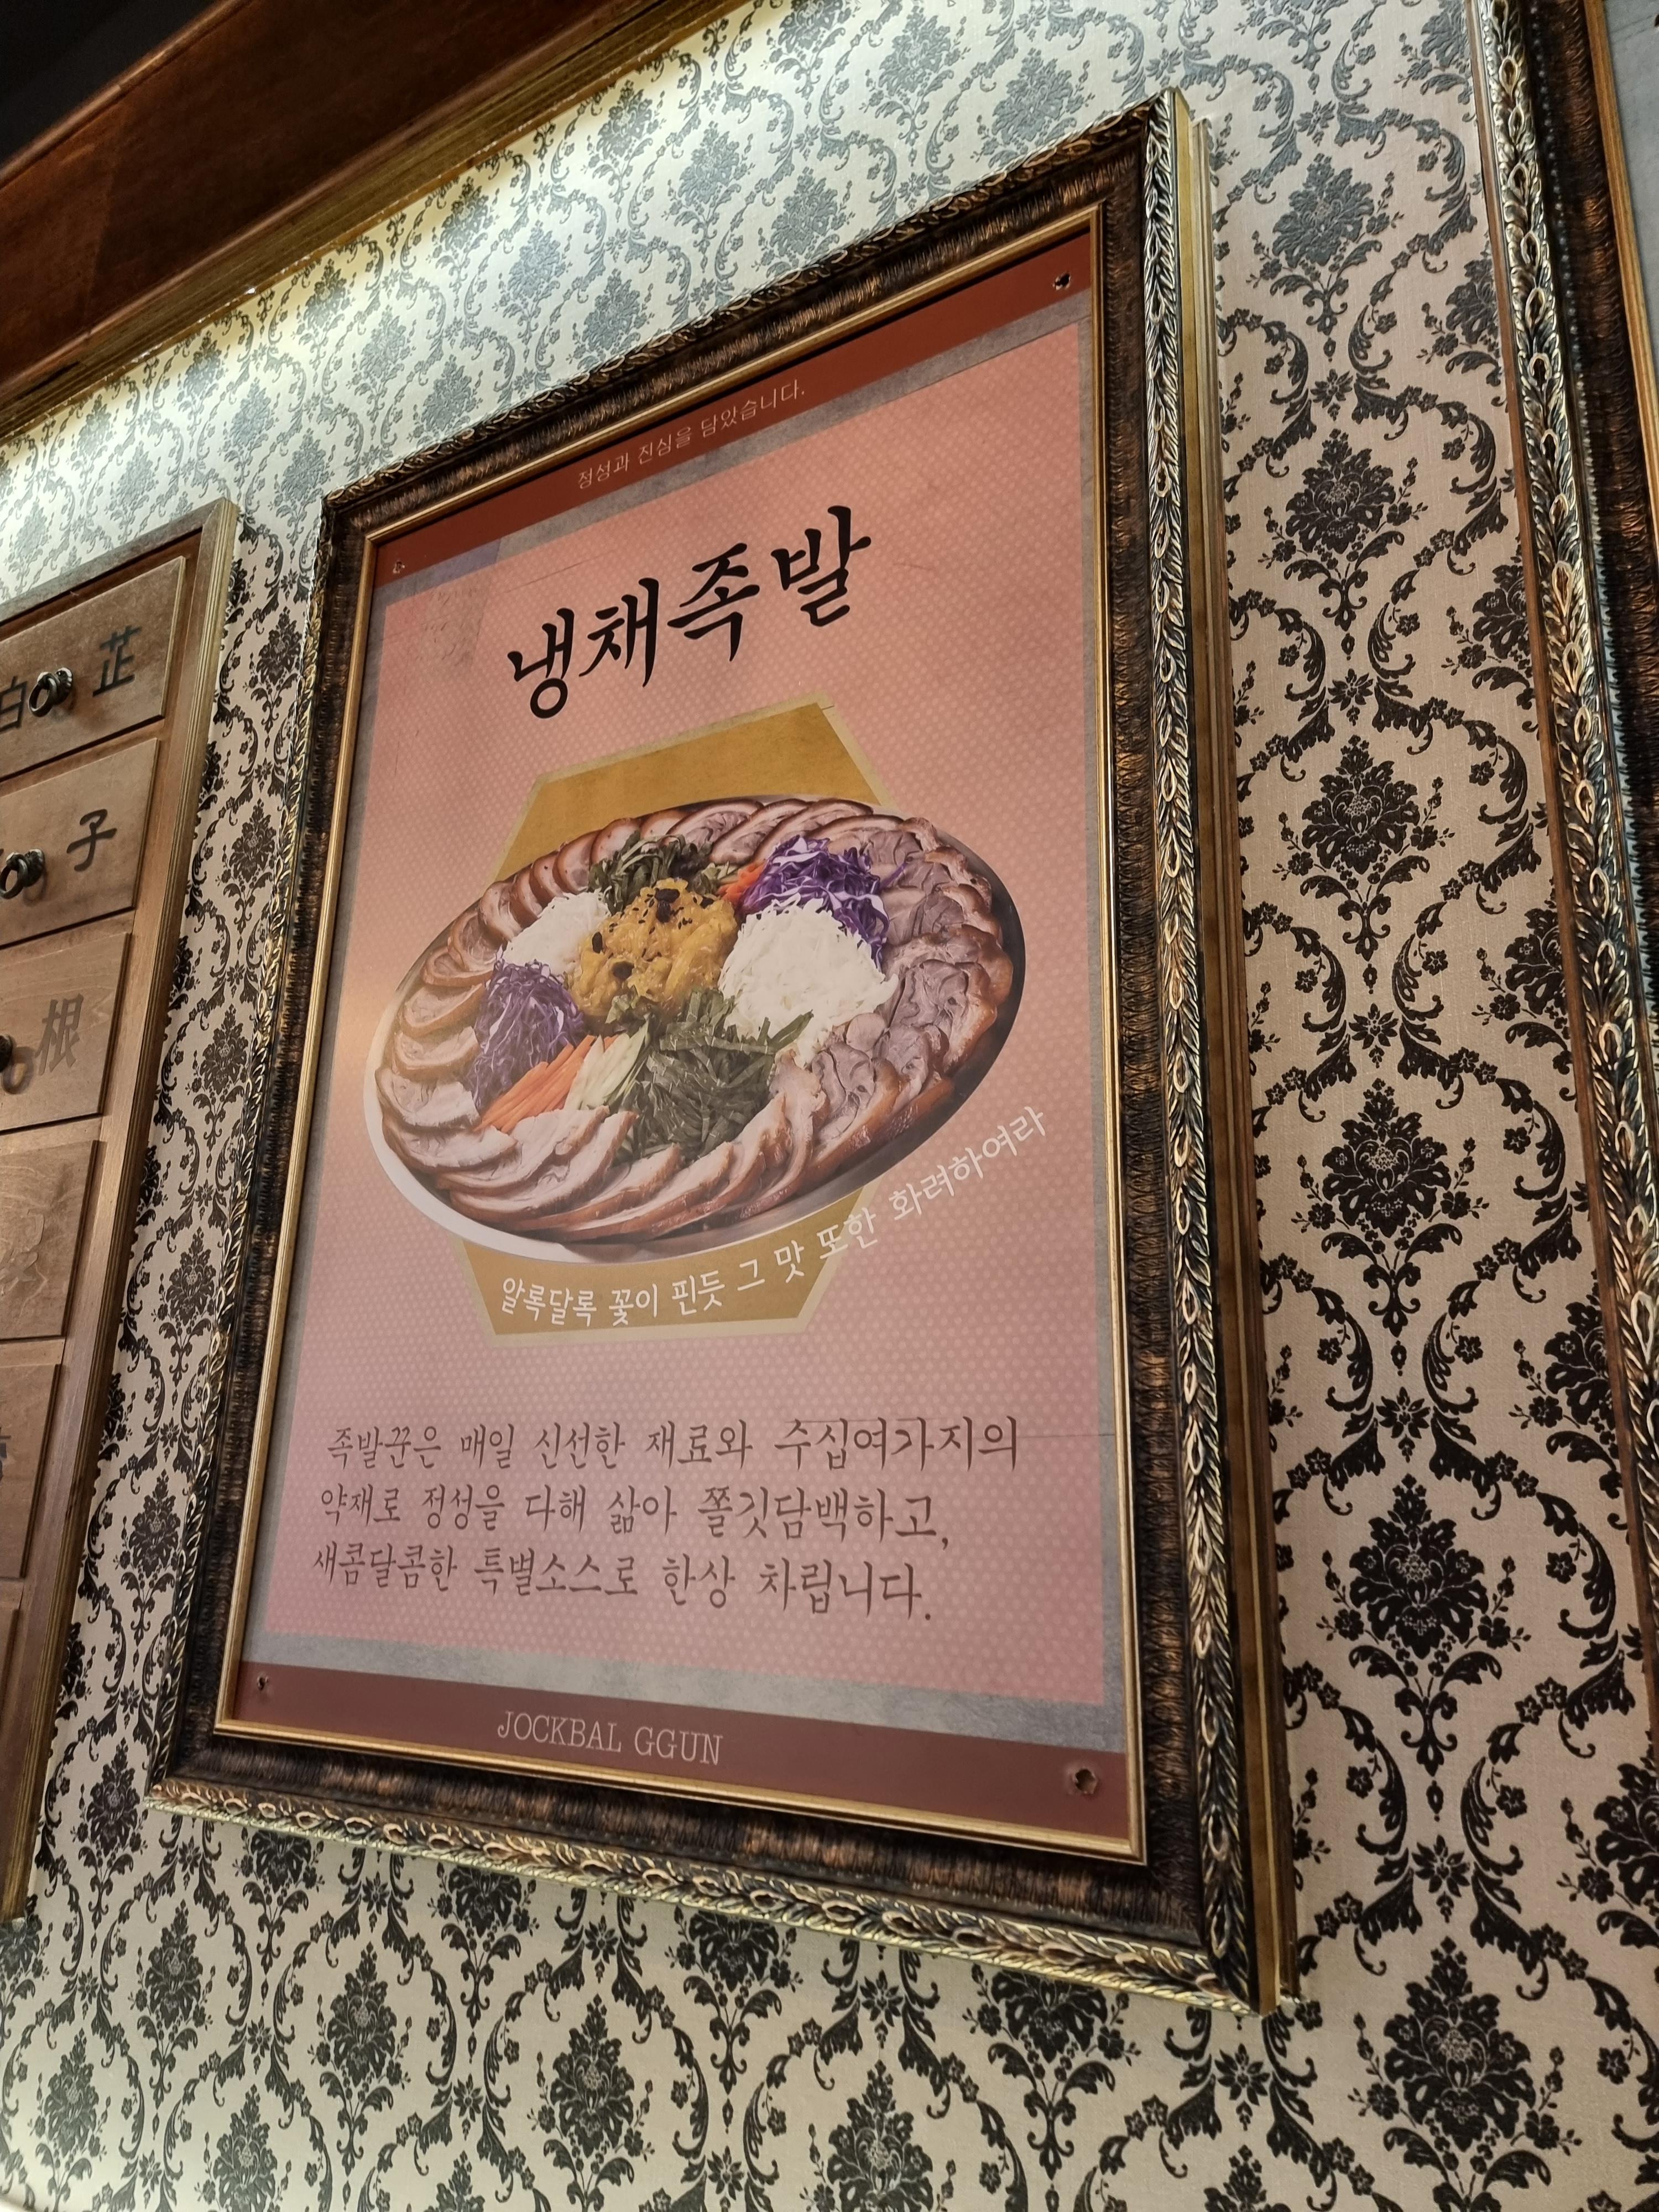 정성과 진심을 담았습니다.
냉채족발
알록달록 꽃이 핀듯 그 맛 또한 화려하여라
족발꾼은 매일 신선한 재료와 수십여가지의
약재로 정성을 다해 삶아 쫄깃담백하고,
새콤달콤한 특별소스로 한상 차립니다.
JOCKBAL GGUN
白芷
子
根